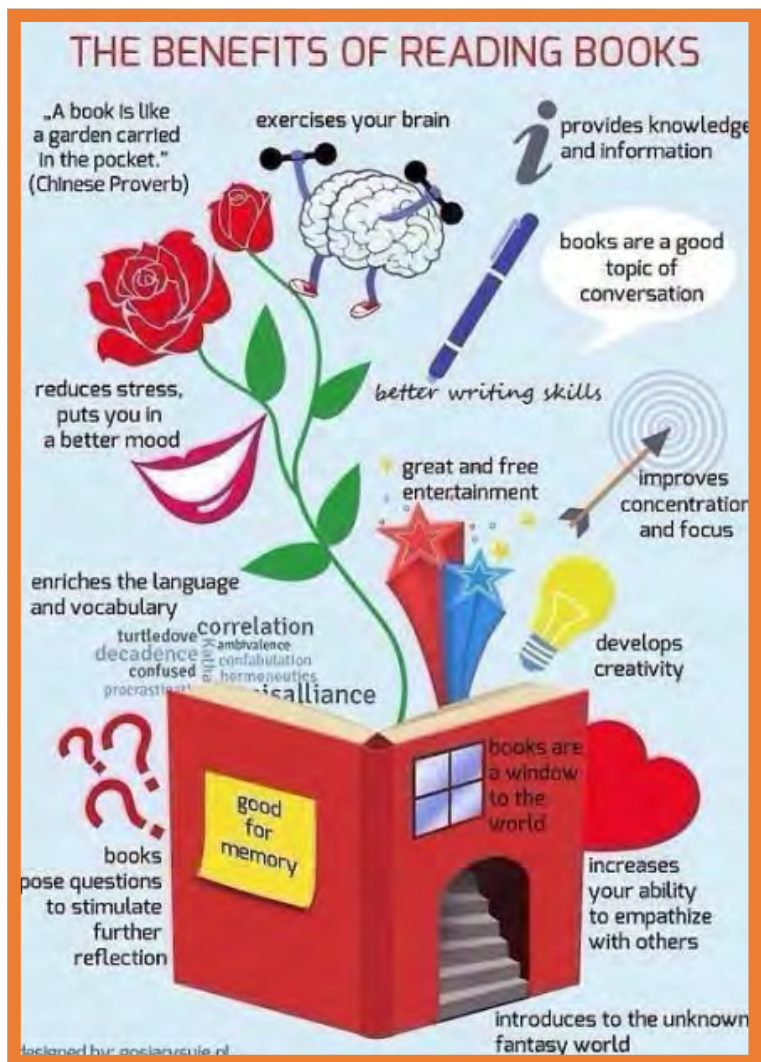 THE BENEFITS OF READING BOOKS
„A book is like
a garden carried
in the pocket.”
(Chinese Proverb)
exercises your brain
provides knowledge
and information
books are a good
topic of
conversation
reduces stress,
puts you in
a better mood
better writing skills
great and free
entertainment
improves
concentration
and focus
enriches the language
and vocabulary
correlation
turtledove
ambivalence
decadence
confabulation
confused
hermeneutics
develops
creativity
books are
a window
to the
world
good
for
memory
books
pose questions
to stimulate
further
reflection
increases
your ability
to empathize
with others
introduces to the unknown
fantasy world
designed by: gosiarysuje.pl